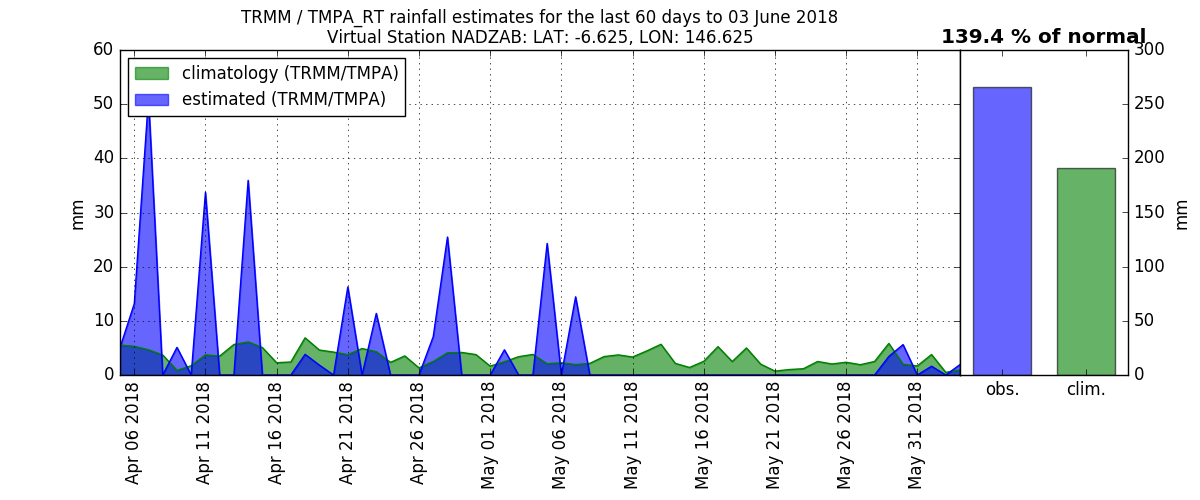 TRMM / TMPA_RT rainfall estimates for the last 60 days to 03 June 2018
Virtual Station NADZAB: LAT: -6.625, LON: 146.625
139.4 % of normal
climatology (TRMM/TMPA)
estimated (TRMM/TMPA)
mm
60
50
40
30
20
10
0
Apr 06 2018
Apr 11 2018
Apr 16 2018
Apr 21 2018
Apr 26 2018
May 01 2018
May 06 2018
May 11 2018
May 16 2018
May 21 2018
May 26 2018
May 31 2018
obs.
clim.
300
250
200
150
100
50
0
mm